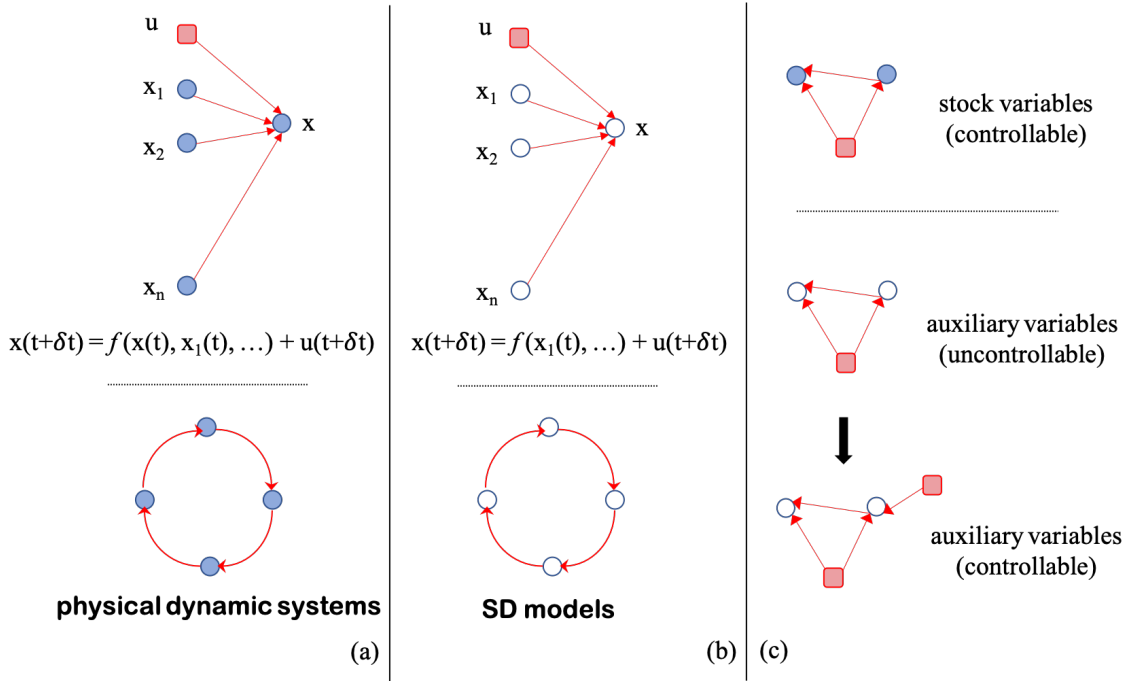 u
x₁
x
x₂
xₙ
x(t+δt) = f(x(t), x₁(t), …) + u(t+δt)
physical dynamic systems
(a)
u
x₁
x
x₂
xₙ
x(t+δt) = f(x₁(t), …) + u(t+δt)
SD models
(b)
stock variables
(controllable)
auxiliary variables
(uncontrollable)
auxiliary variables
(controllable)
(c)